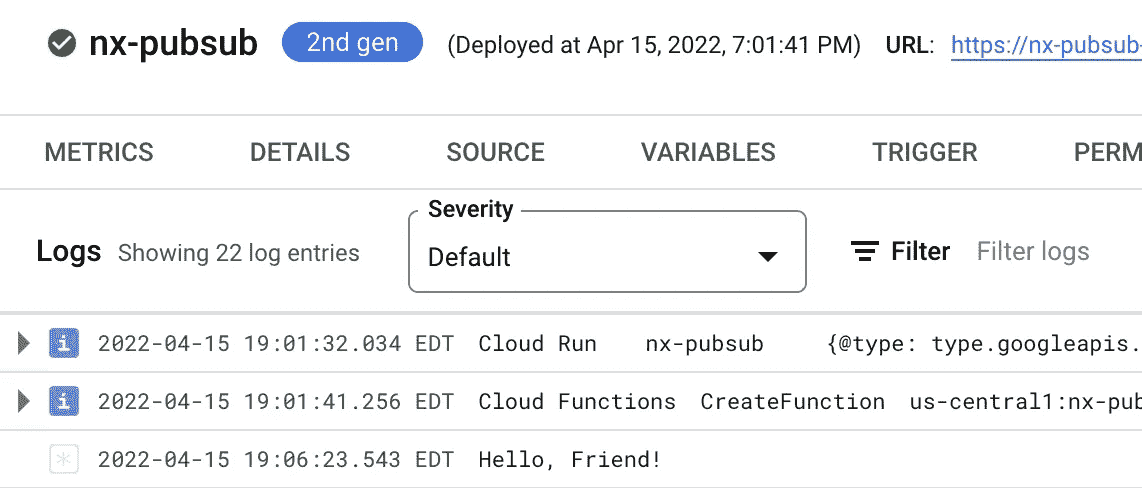 nx-pubsub 2nd gen (Deployed at Apr 15, 2022, 7:01:41 PM) URL: https://nx-pubsub-
METRICS DETAILS SOURCE VARIABLES TRIGGER PERM
Severity
Logs Showing 22 log entries Default Filter Filter logs
i 2022-04-15 19:01:32.034 EDT Cloud Run nx-pubsub {@type: type.googleapis.
i 2022-04-15 19:01:41.256 EDT Cloud Functions CreateFunction us-central1:nx-pub
* 2022-04-15 19:06:23.543 EDT Hello, Friend!